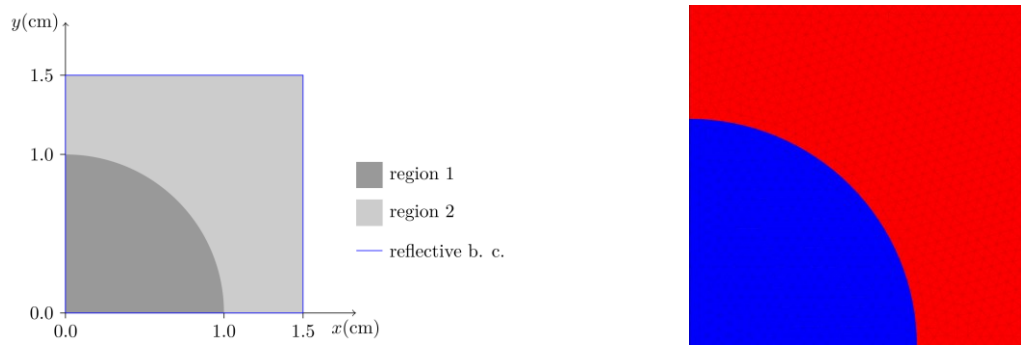 y(cm)
1.5
1.0
region 1
region 2
reflective b. c.
0.0
0.0 1.0 1.5 x(cm)